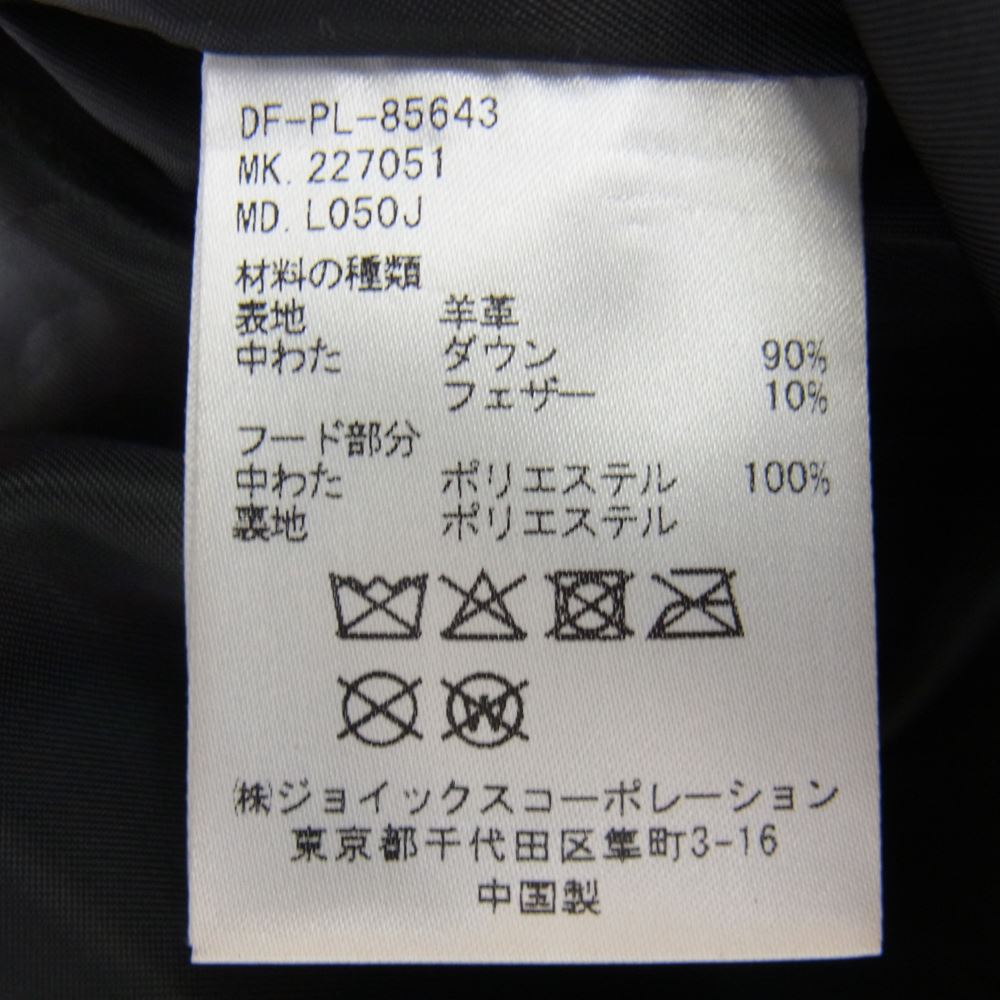 DF-PL-85643
MK. 227051
MD. L050J
材料の種類
表地 羊革
中わた ダウン 90%
フェザー 10%
フード部分
中わた ポリエステル 100%
裏地 ポリエステル
W
㈱ジョイックスコーポレーション
東京都千代田区隼町3-16
中国製